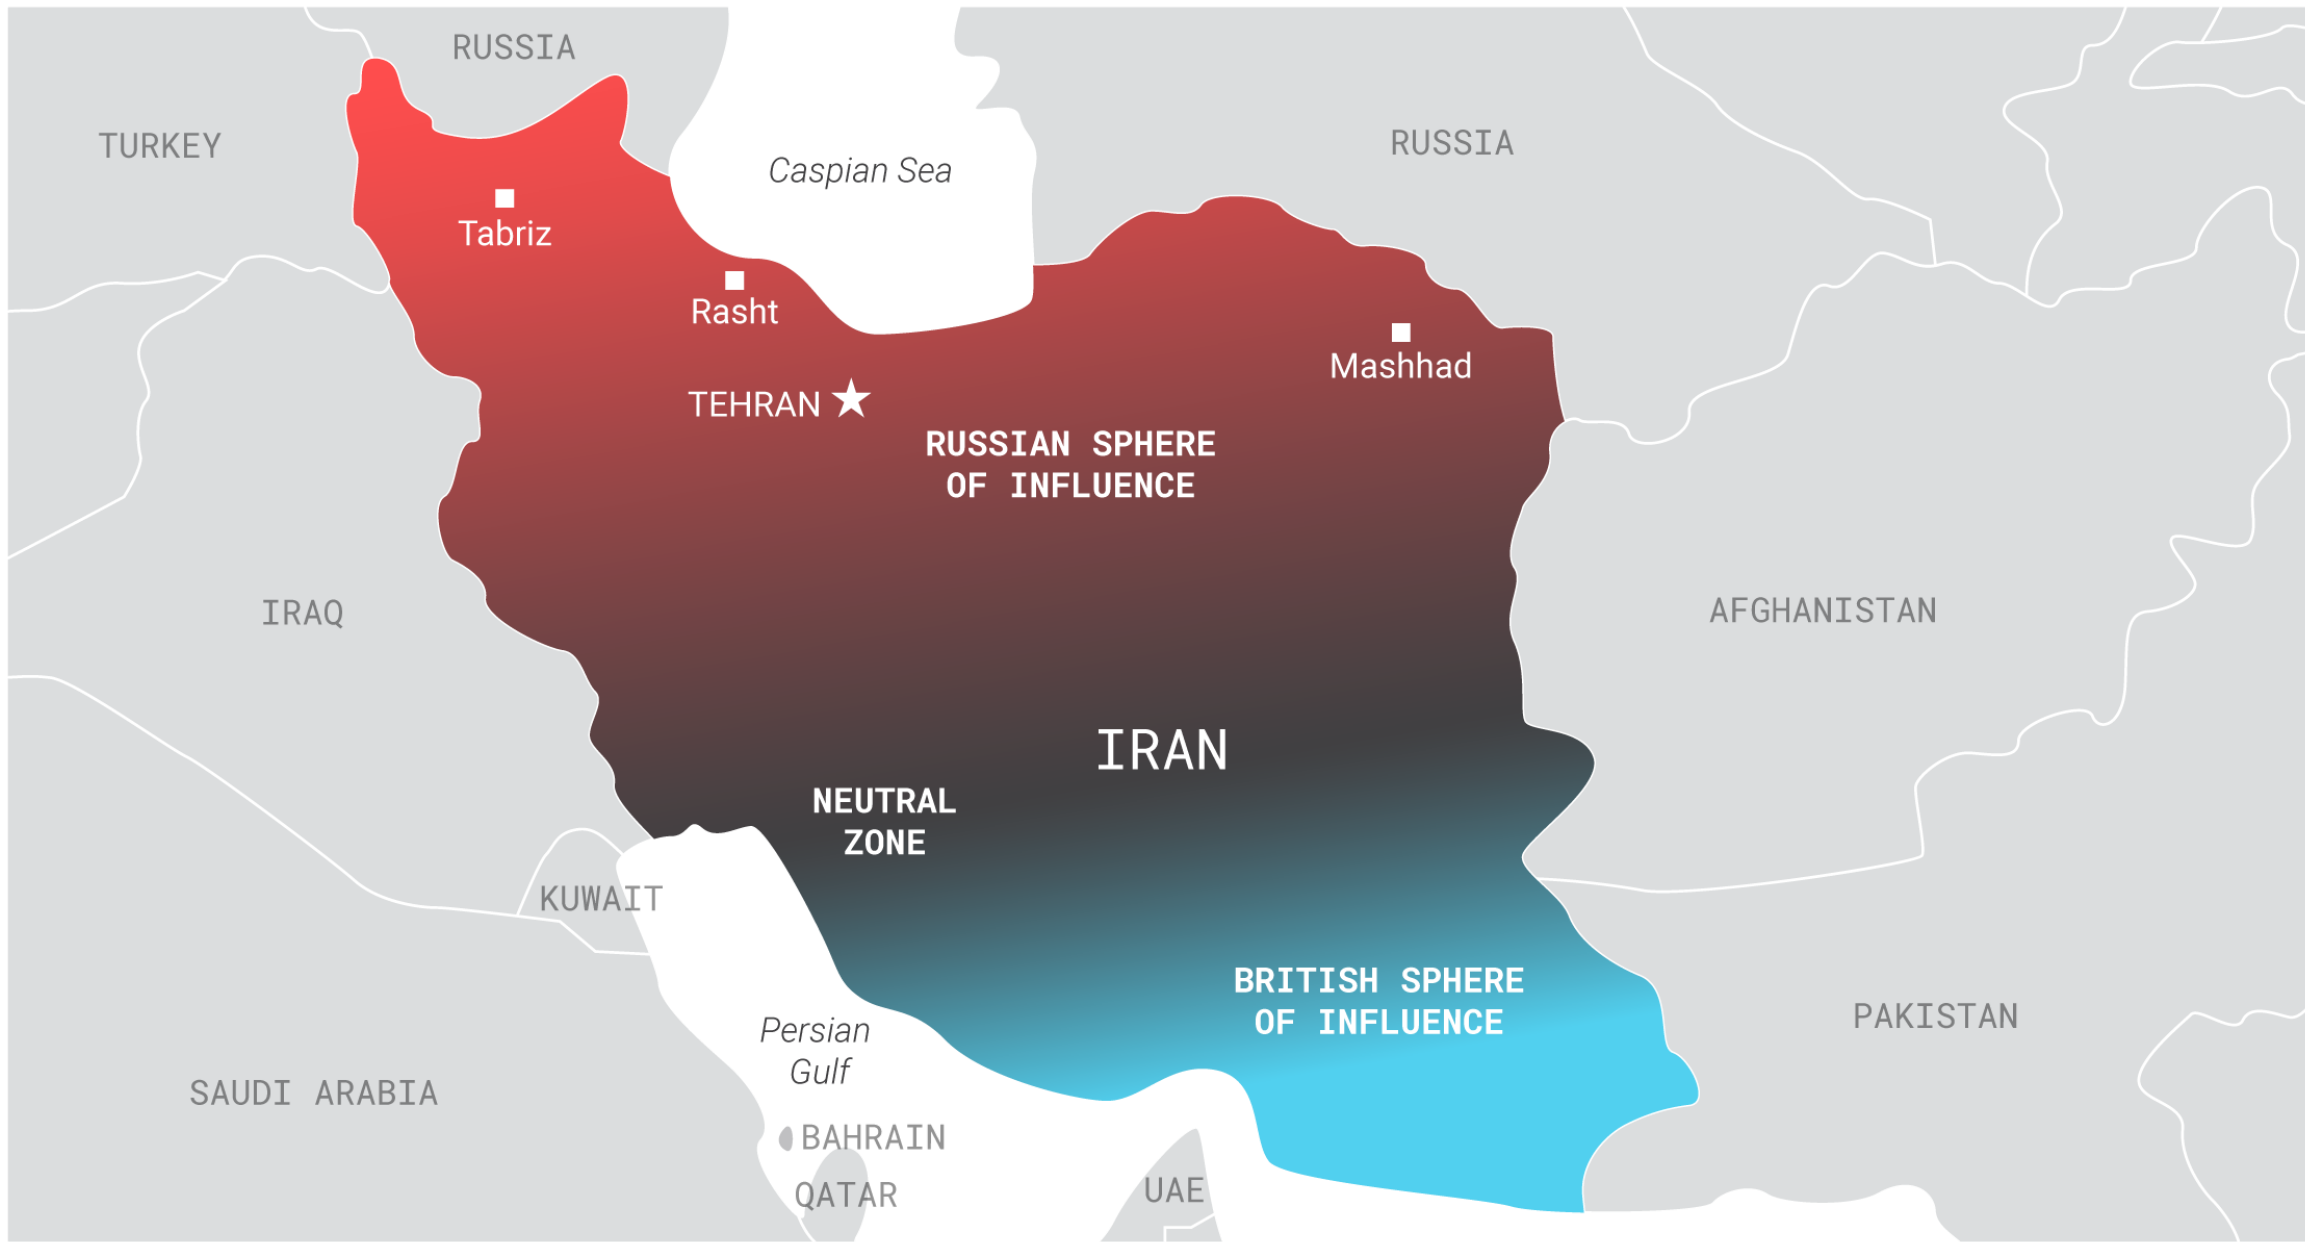 RUSSIA
TURKEY
RUSSIA
Caspian Sea
Tabriz
Rasht
Mashhad
TEHRAN
RUSSIAN SPHERE
OF INFLUENCE
IRAQ
AFGHANISTAN
IRAN
NEUTRAL
ZONE
KUWAIT
BRITISH SPHERE
OF INFLUENCE
PAKISTAN
Persian
Gulf
SAUDI ARABIA
BAHRAIN
QATAR
UAE